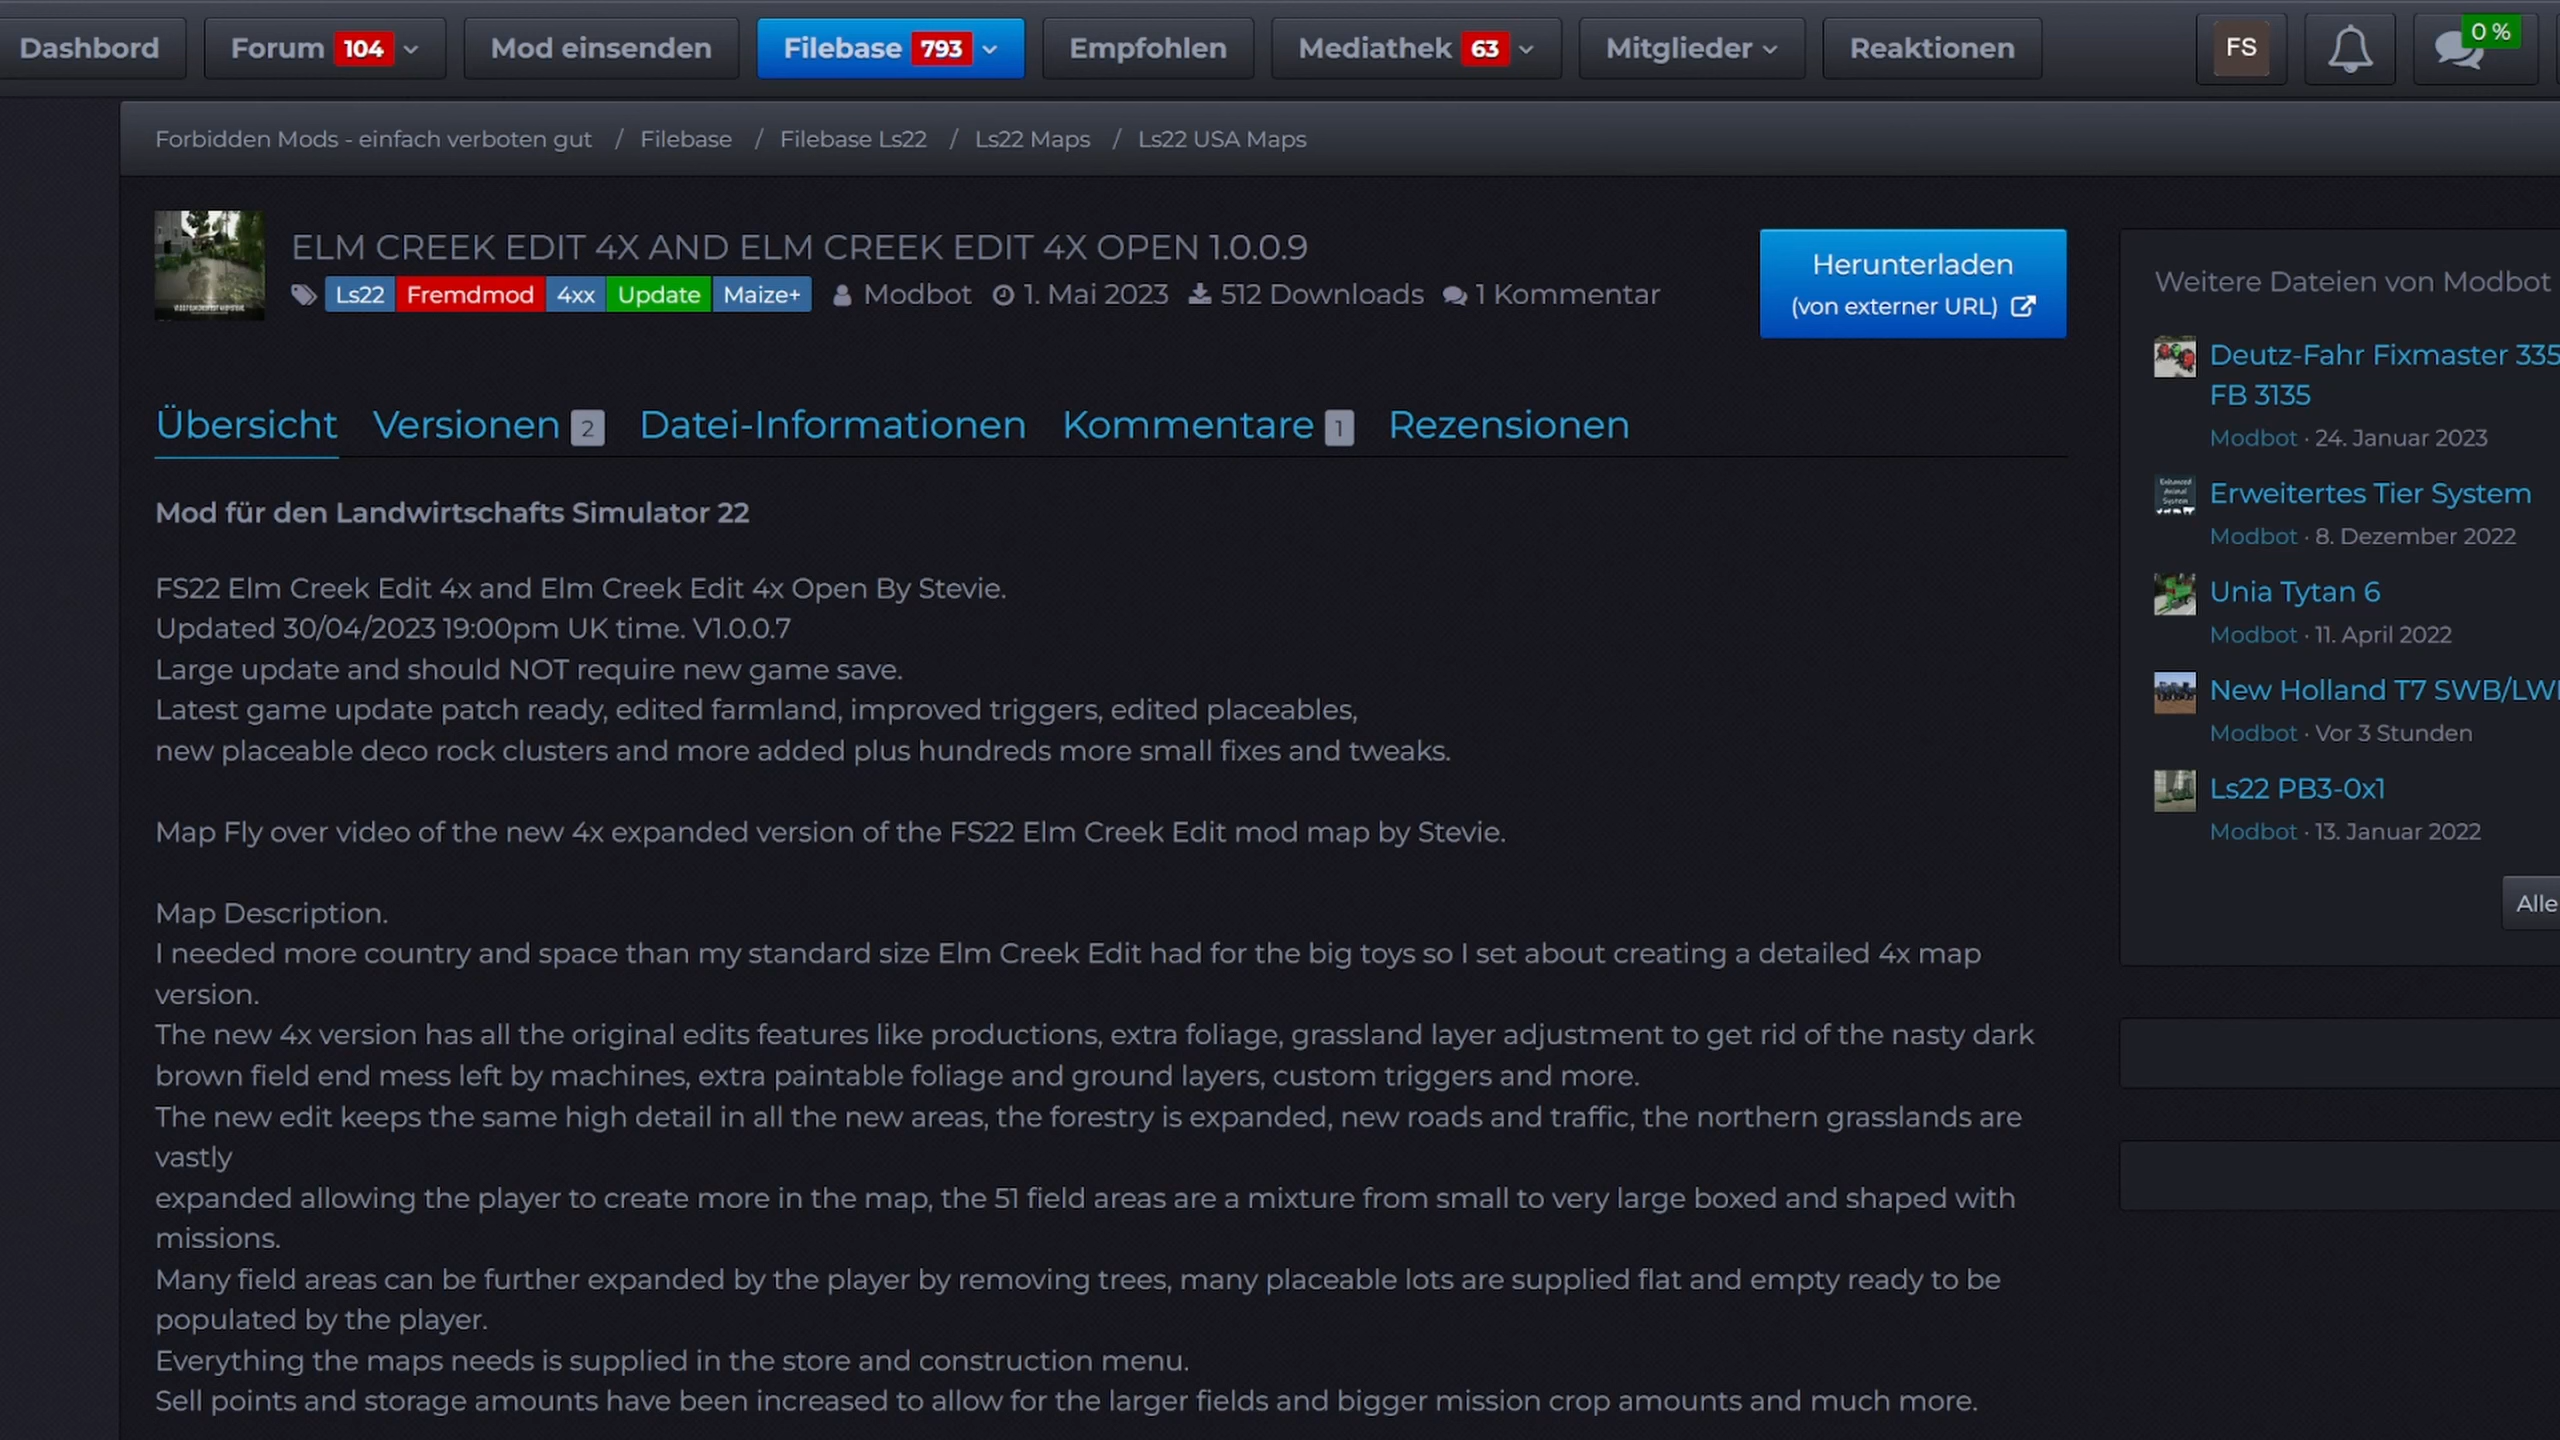 Dashbord
Forum 104
Mod einsenden
Filebase 793
Empfohlen
Mediathek 63
Mitglieder
Reaktionen
FS
0 %
Forbidden Mods - einfach verboten gut / Filebase / Filebase Ls22 / Ls22 Maps / Ls22 USA Maps
ELM CREEK EDIT 4X AND ELM CREEK EDIT 4X OPEN 1.0.0.9
Ls22 Fremdmod 4xx Update Maize+ Modbot 1. Mai 2023 512 Downloads 1 Kommentar
Herunterladen
(von externer URL)
Übersicht Versionen 2 Datei-Informationen Kommentare 1 Rezensionen
Mod für den Landwirtschafts Simulator 22
FS22 Elm Creek Edit 4x and Elm Creek Edit 4x Open By Stevie.
Updated 30/04/2023 19:00pm UK time. V1.0.0.7
Large update and should NOT require new game save.
Latest game update patch ready, edited farmland, improved triggers, edited placeables,
new placeable deco rock clusters and more added plus hundreds more small fixes and tweaks.
Map Fly over video of the new 4x expanded version of the FS22 Elm Creek Edit mod map by Stevie.
Map Description.
I needed more country and space than my standard size Elm Creek Edit had for the big toys so I set about creating a detailed 4x map
version.
The new 4x version has all the original edits features like productions, extra foliage, grassland layer adjustment to get rid of the nasty dark
brown field end mess left by machines, extra paintable foliage and ground layers, custom triggers and more.
The new edit keeps the same high detail in all the new areas, the forestry is expanded, new roads and traffic, the northern grasslands are
vastly
expanded allowing the player to create more in the map, the 51 field areas are a mixture from small to very large boxed and shaped with
missions.
Many field areas can be further expanded by the player by removing trees, many placeable lots are supplied flat and empty ready to be
populated by the player.
Everything the maps needs is supplied in the store and construction menu.
Sell points and storage amounts have been increased to allow for the larger fields and bigger mission crop amounts and much more.
Weitere Dateien von Modbot
Deutz-Fahr Fixmaster 335
FB 3135
Modbot · 24. Januar 2023
Erweitertes Tier System
Modbot · 8. Dezember 2022
Unia Tytan 6
Modbot · 11. April 2022
New Holland T7 SWB/LW
Modbot · Vor 3 Stunden
Ls22 PB3-0x1
Modbot · 13. Januar 2022
Alle